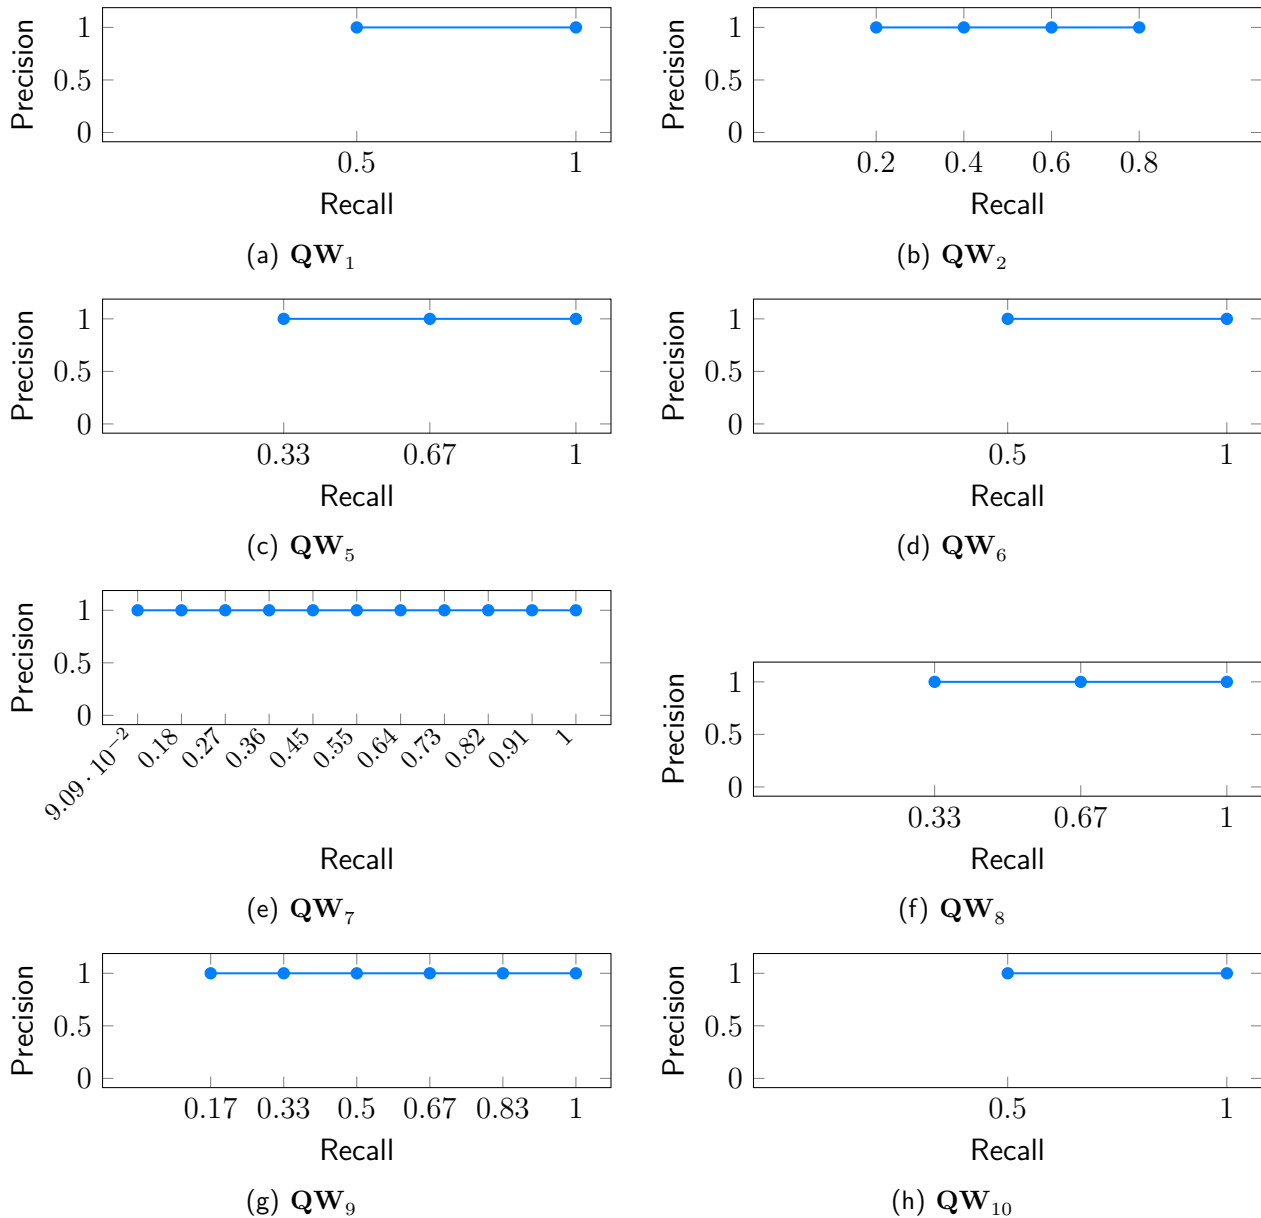 Precision
1
0.5
0
0.5 1
Recall
(a) QW₁
Precision
1
0.5
0
0.2 0.4 0.6 0.8
Recall
(b) QW₂
Precision
1
0.5
0
0.33 0.67 1
Recall
(c) QW₅
Precision
1
0.5
0
0.5 1
Recall
(d) QW₆
Precision
1
0.5
0
9.09 · 10⁻² 0.18 0.27 0.36 0.45 0.55 0.64 0.73 0.82 0.91 1
Recall
(e) QW₇
Precision
1
0.5
0
0.33 0.67 1
Recall
(f) QW₈
Precision
1
0.5
0
0.17 0.33 0.5 0.67 0.83 1
Recall
(g) QW₉
Precision
1
0.5
0
0.5 1
Recall
(h) QW₁₀